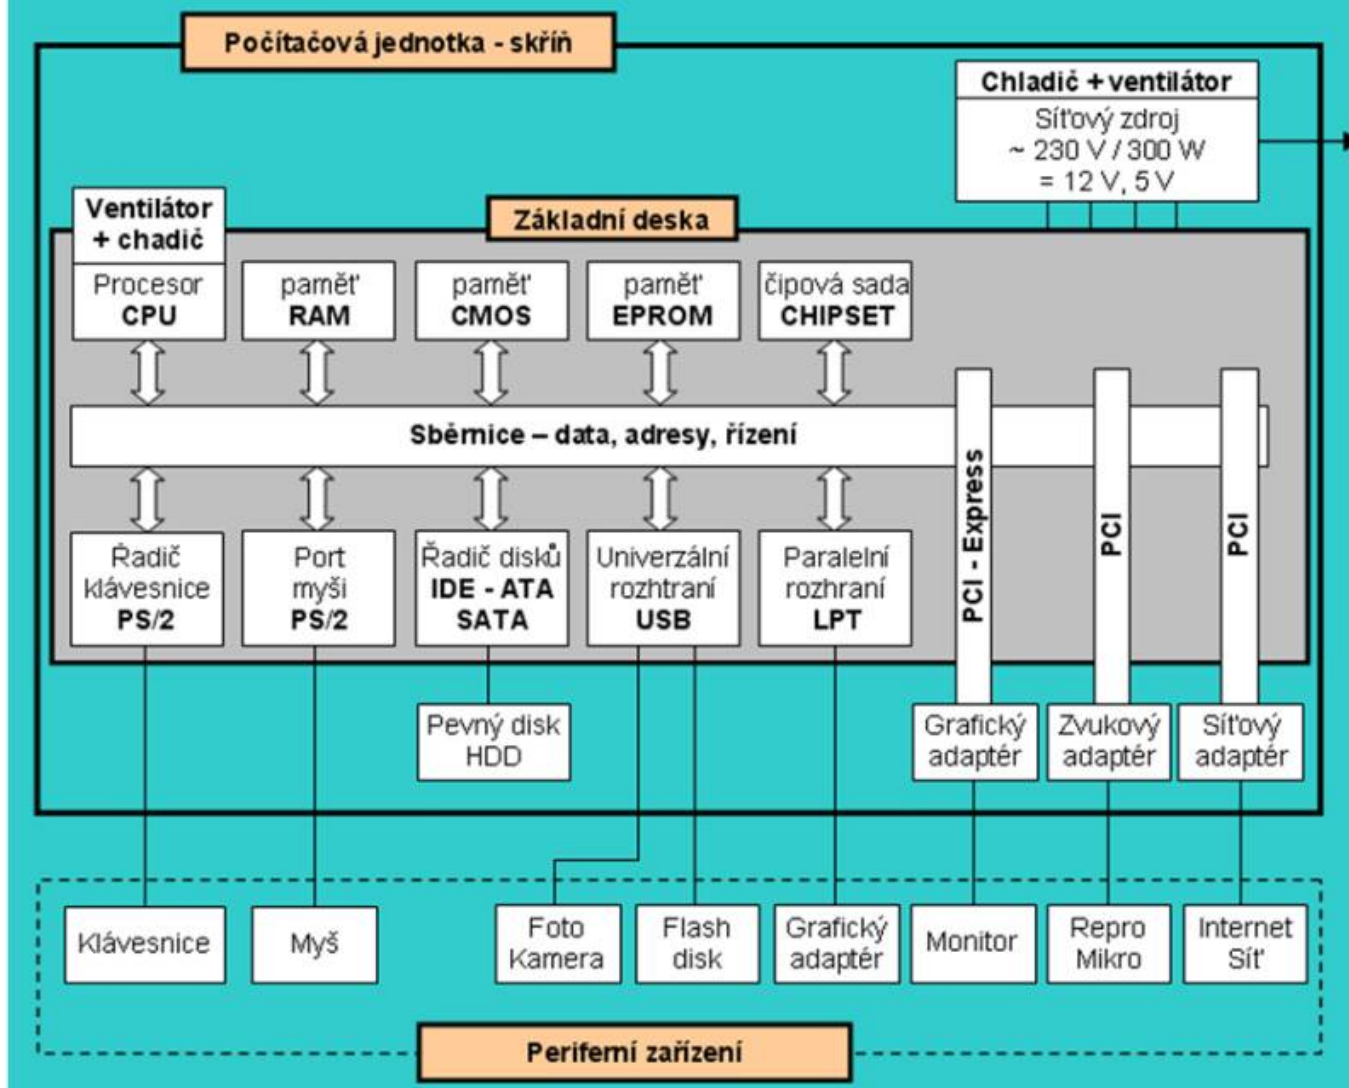 Počítačová jednotka - skříň
Chladič + ventilátor
Síťový zdroj
~ 230 V / 300 W
= 12 V, 5 V
Ventilátor
+ chadič
Základní deska
Procesor
CPU
paměť
RAM
paměť
CMOS
paměť
EPROM
čipová sada
CHIPSET
Sběrnice – data, adresy, řízení
Řadič
klávesnice
PS/2
Port
myši
PS/2
Řadič disků
IDE - ATA
SATA
Univerzální
rozhtraní
USB
Paralelní
rozhraní
LPT
PCI - Express
PCI
PCI
Pevný disk
HDD
Grafický
adaptér
Zvukový
adaptér
Síťový
adaptér
Klávesnice
Myš
Foto
Kamera
Flash
disk
Grafický
adaptér
Monitor
Repro
Mikro
Internet
Síť
Periferní zařízení